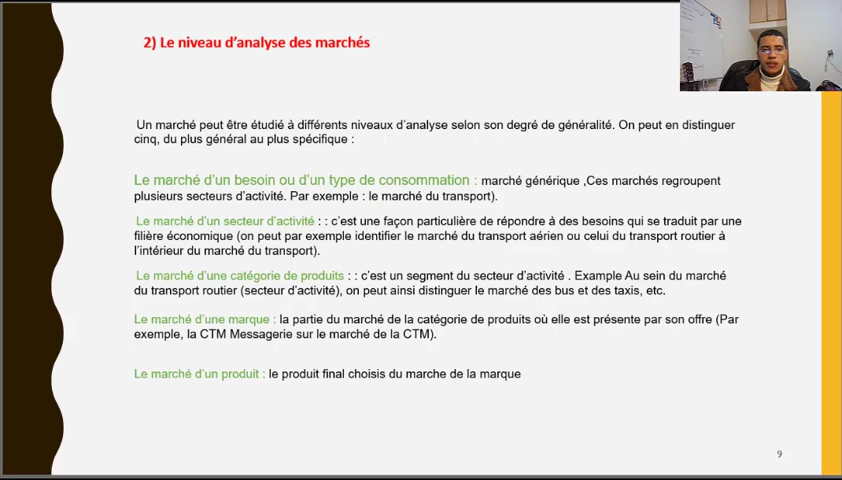 2) Le niveau d'analyse des marchés
Un marché peut être étudié à différents niveaux d'analyse selon son degré de généralité. On peut en distinguer
cinq, du plus général au plus spécifique :
Le marché d'un besoin ou d'un type de consommation : marché générique ,Ces marchés regroupent
plusieurs secteurs d'activité. Par exemple : le marché du transport).
Le marché d'un secteur d'activité : : c'est une façon particulière de répondre à des besoins qui se traduit par une
filière économique (on peut par exemple identifier le marché du transport aérien ou celui du transport routier à
l'intérieur du marché du transport).
Le marché d'une catégorie de produits : : c'est un segment du secteur d'activité . Example Au sein du marché
du transport routier (secteur d'activité), on peut ainsi distinguer le marché des bus et des taxis, etc.
Le marché d'une marque : la partie du marché de la catégorie de produits où elle est présente par son offre (Par
exemple, la CTM Messagerie sur le marché de la CTM).
Le marché d'un produit : le produit final choisis du marche de la marque
9